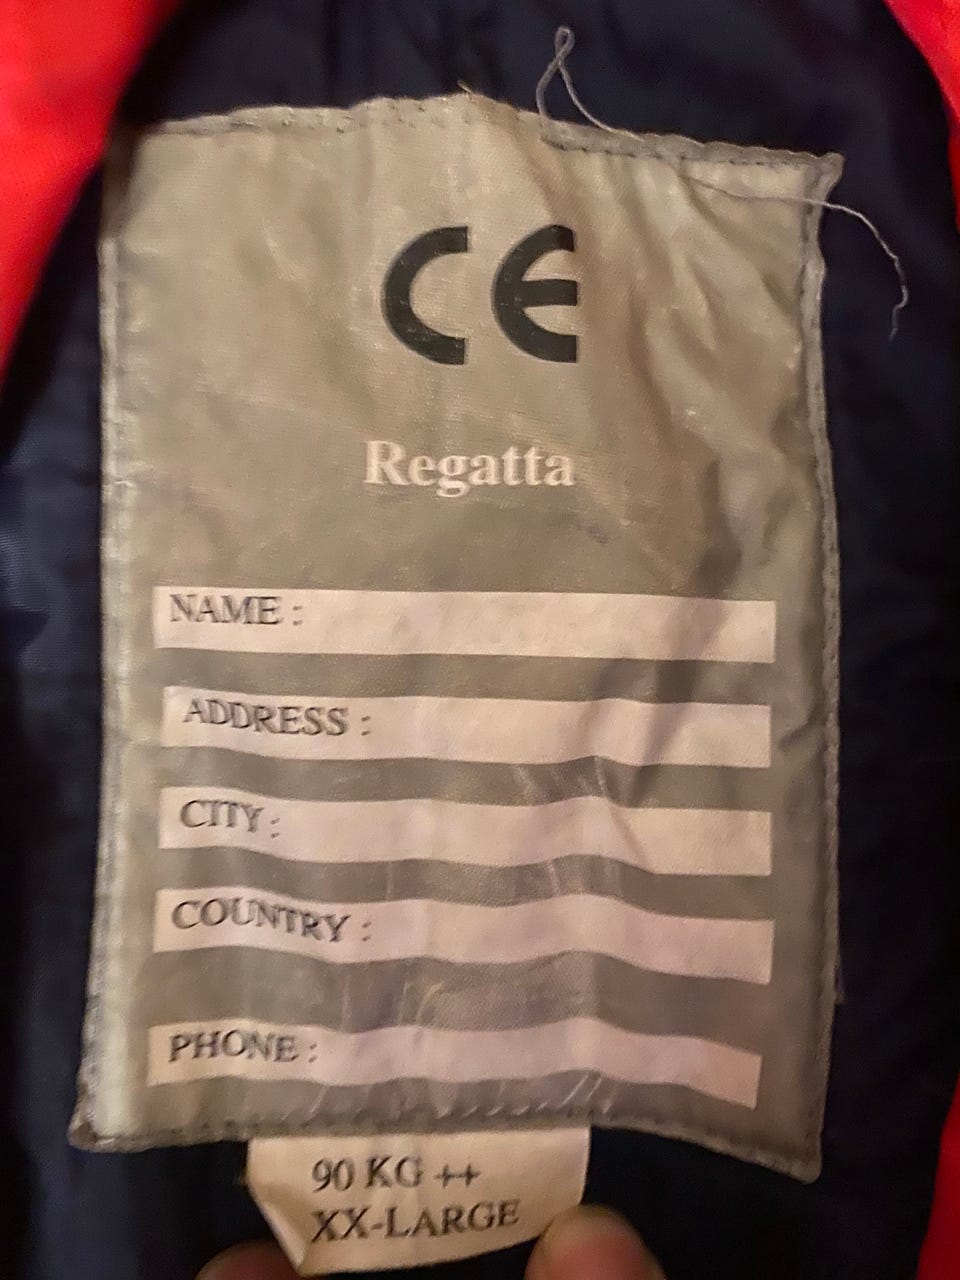 CE
Regatta
NAME :
ADDRESS :
CITY :
COUNTRY :
PHONE :
90 KG ++
XX-LARGE